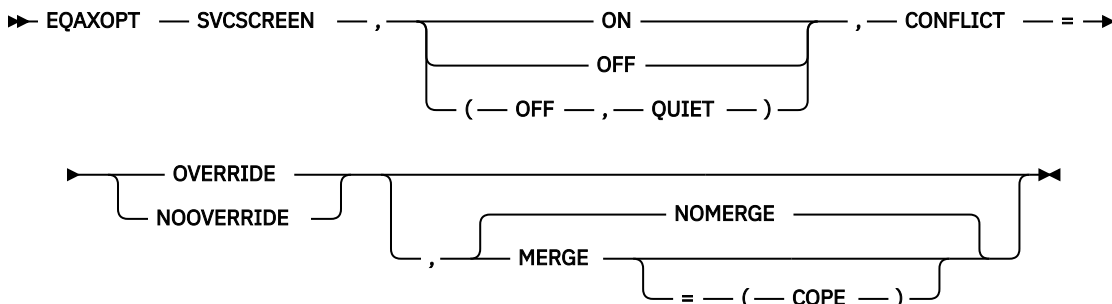 EQAXOPT SVCSCREEN , ON , CONFLICT =
OFF
( OFF , QUIET )
OVERRIDE
NOOVERRIDE
NOMERGE
, MERGE
= ( COPE )